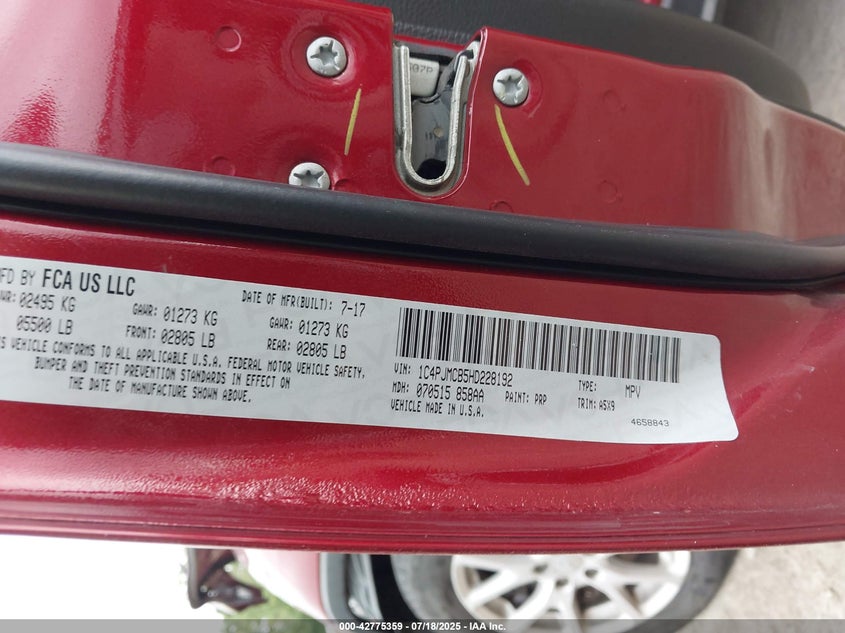 MFD BY FCA US LLC
DATE OF MFR(BUILT): 7-17
02495 KG
GAWR: 01273 KG
GAWR: 01273 KG
05500 LB
FRONT: 02805 LB
REAR: 02805 LB
VEHICLE CONFORMS TO ALL APPLICABLE U.S.A. FEDERAL MOTOR VEHICLE SAFETY,
BUMPER AND THEFT PREVENTION STANDARDS IN EFFECT ON
THE DATE OF MANUFACTURE SHOWN ABOVE.
VIN: 1C4PJMCB5HD228192
TYPE: MPV
MDH: 070515 858AA
PAINT: PRP
TRIM: A5X9
VEHICLE MADE IN U.S.A.
4658843
000-42775359 - 07/18/2025 - IAA Inc.